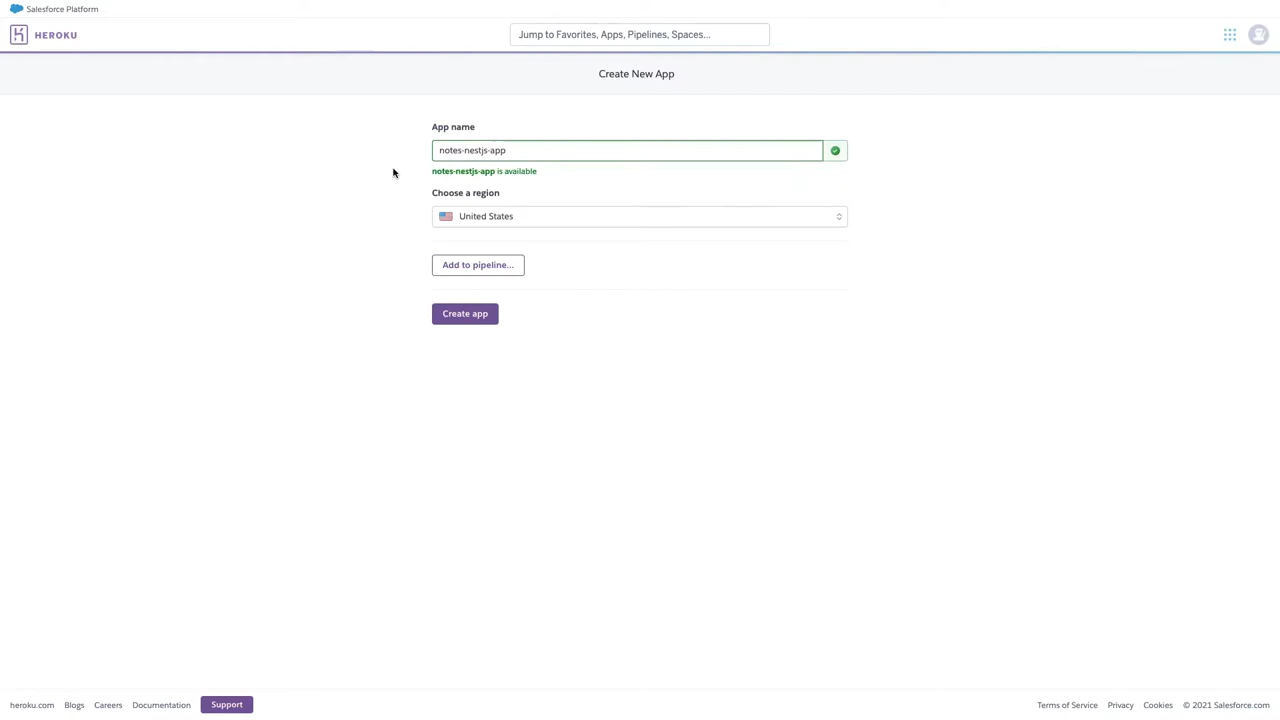 Salesforce Platform
HEROKU
Jump to Favorites, Apps, Pipelines, Spaces...
Create New App
App name
notes-nestjs-app
notes-nestjs-app is available
Choose a region
United States
Add to pipeline...
Create app
heroku.com Blogs Careers Documentation Support Terms of Service Privacy Cookies © 2021 Salesforce.com